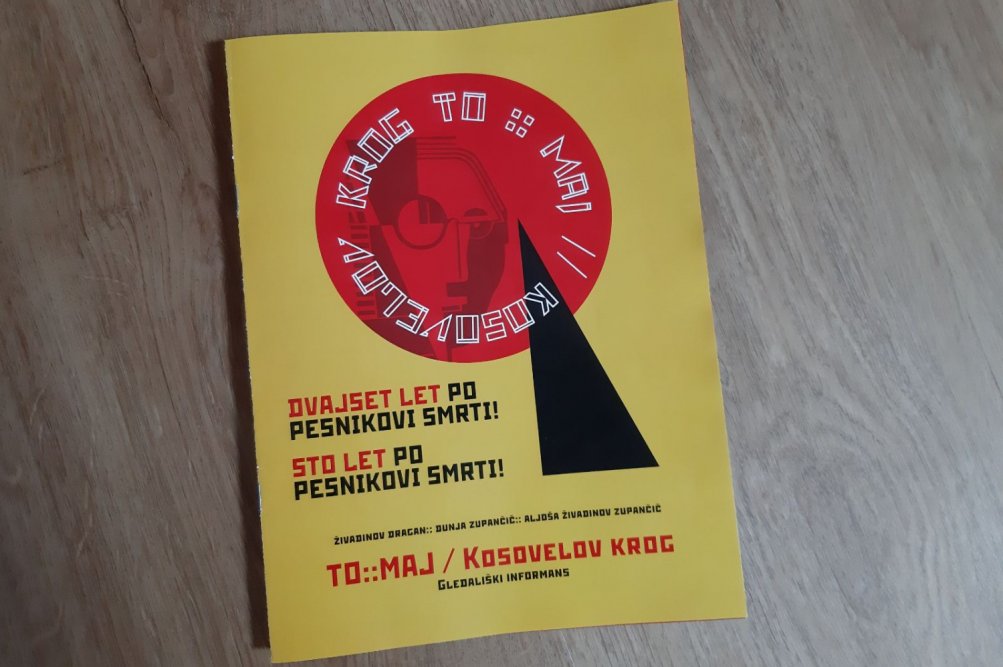 TO :: MAJ // KOSOVELOV KROG
DVAJSET LET PO
PESNIKOVI SMRTI!
STO LET PO
PESNIKOVI SMRTI!
ŽIVADINOV DRAGAN:: DUNJA ZUPANČIČ:: ALJOŠA ŽIVADINOV ZUPANČIČ
TO::MAJ / KOSOVELOV KROG
GLEDALIŠKI INFORMANS